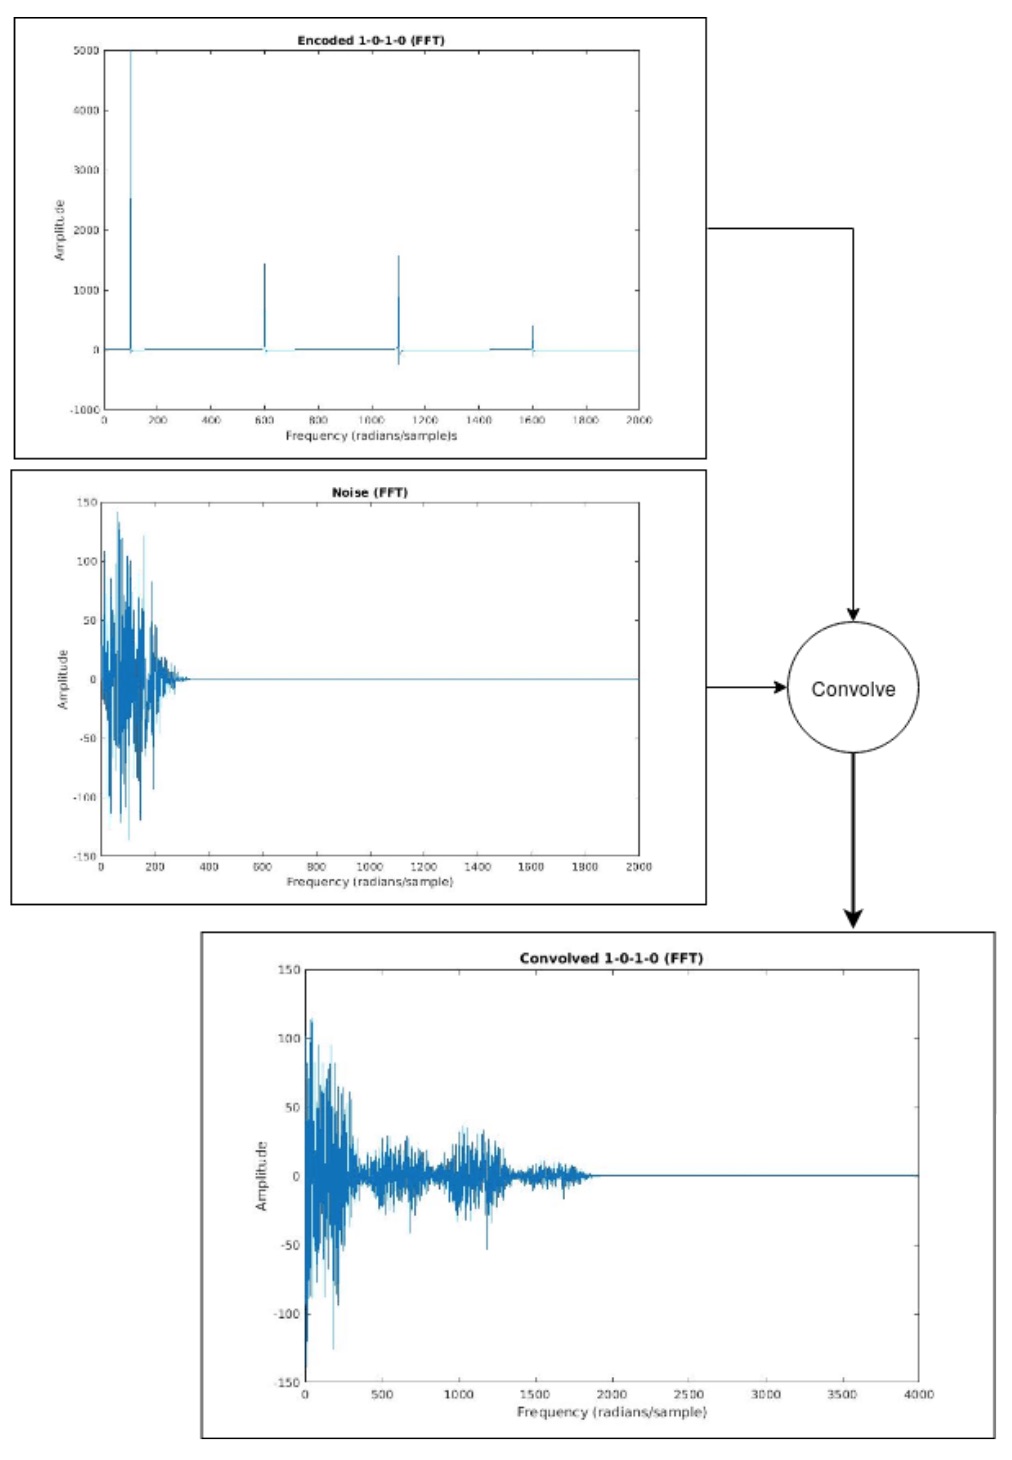 Encoded 1-0-1-0 (FFT)
5000
4000
3000
2000
1000
0
-1000
Amplitude
0 200 400 600 800 1000 1200 1400 1600 1800 2000
Frequency (radians/sample)s
Noise (FFT)
150
100
50
0
-50
-100
-150
Amplitude
0 200 400 600 800 1000 1200 1400 1600 1800 2000
Frequency (radians/sample)
Convolve
Convolved 1-0-1-0 (FFT)
150
100
50
0
-50
-100
-150
Amplitude
0 500 1000 1500 2000 2500 3000 3500 4000
Frequency (radians/sample)